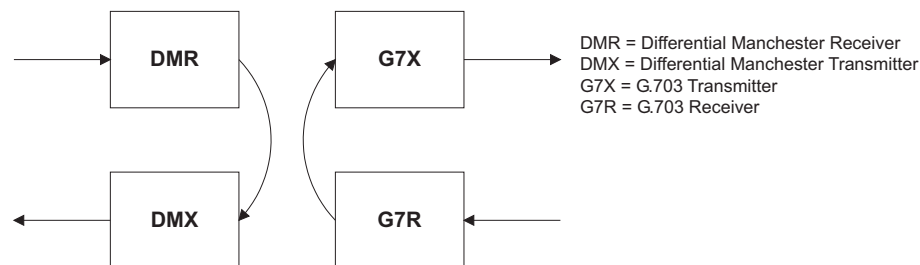 DMR
G7X
DMR = Differential Manchester Receiver
DMX = Differential Manchester Transmitter
G7X = G.703 Transmitter
G7R = G.703 Receiver
DMX
G7R